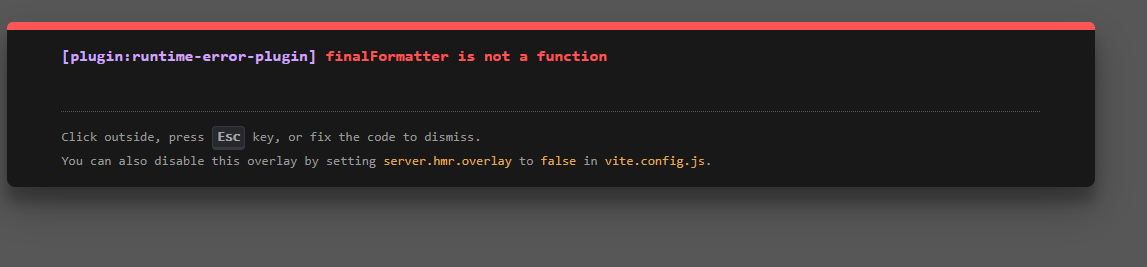 [plugin:runtime-error-plugin] finalFormatter is not a function
Click outside, press Esc key, or fix the code to dismiss.
You can also disable this overlay by setting server.hmr.overlay to false in vite.config.js.